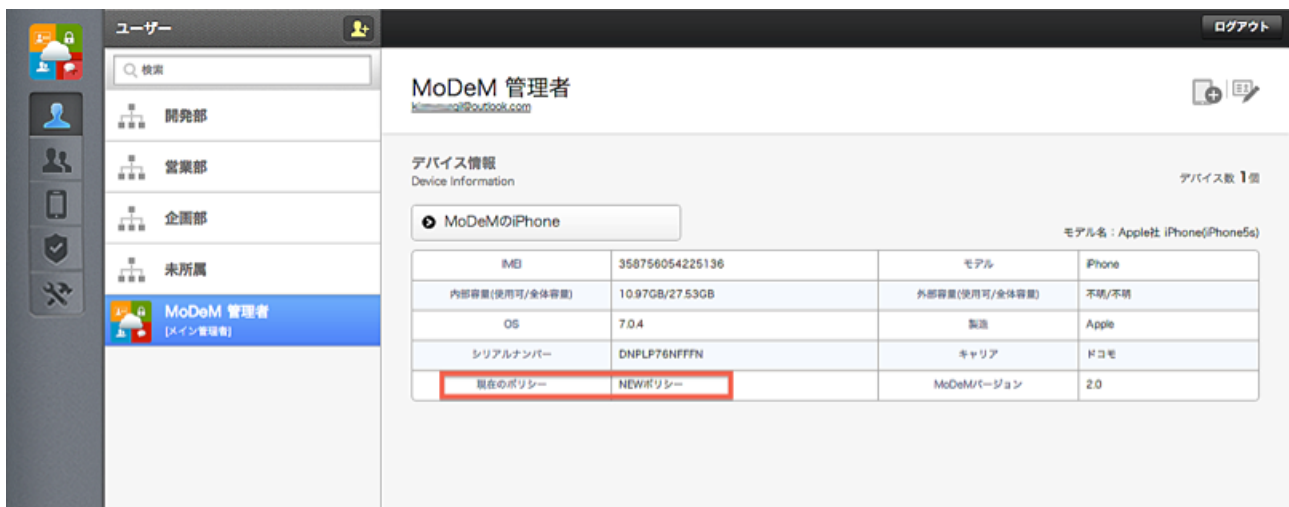 ユーザー
ログアウト
検索
開発部
営業部
企画部
未所属
MoDeM 管理者
[メイン管理者]
MoDeM 管理者
@outlook.com
デバイス情報
Device Information
デバイス数 1個
MoDeMのiPhone
モデル名：Apple社 iPhone(iPhone5s)
IMEI 358756054225136 モデル iPhone
内部容量(使用可/全体容量) 10.97GB/27.53GB 外部容量(使用可/全体容量) 不明/不明
OS 7.0.4 製造 Apple
シリアルナンバー DNPLP76NFFFN キャリア ドコモ
現在のポリシー NEWポリシー MoDeMバージョン 2.0